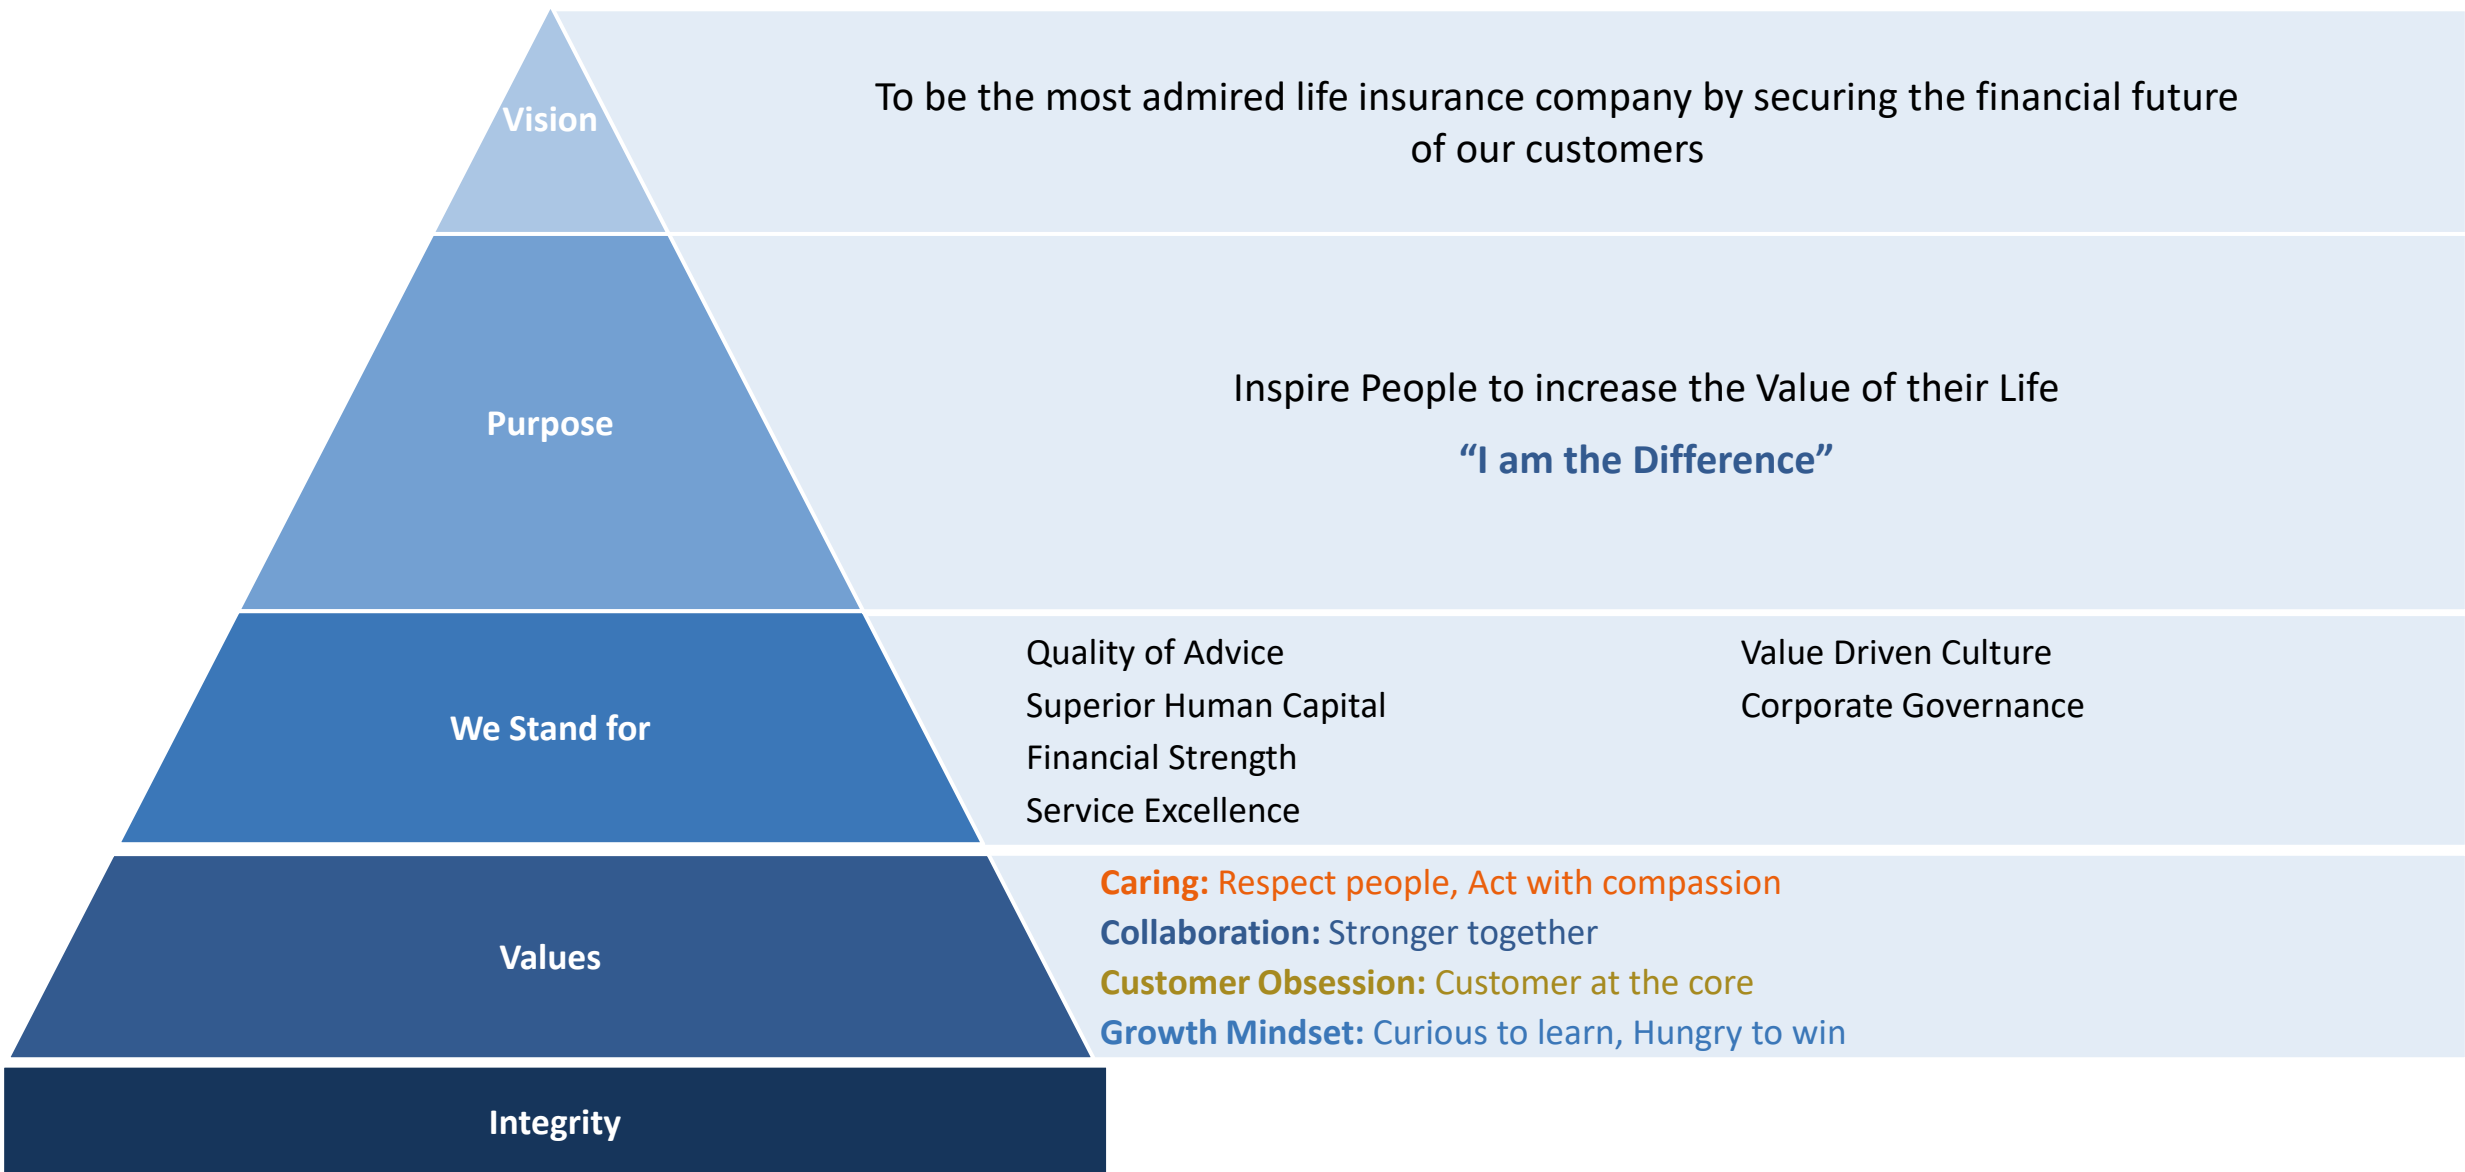 Vision
To be the most admired life insurance company by securing the financial future
of our customers
Purpose
Inspire People to increase the Value of their Life
“I am the Difference”
We Stand for
Quality of Advice
Superior Human Capital
Financial Strength
Service Excellence
Value Driven Culture
Corporate Governance
Values
Caring: Respect people, Act with compassion
Collaboration: Stronger together
Customer Obsession: Customer at the core
Growth Mindset: Curious to learn, Hungry to win
Integrity